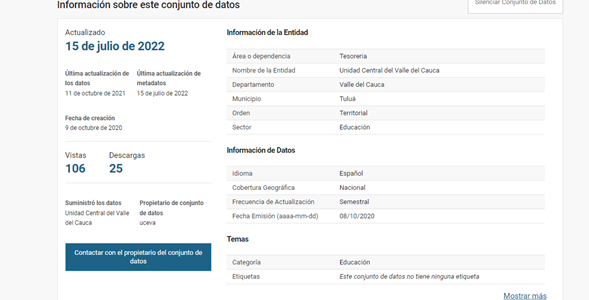 Información sobre este conjunto de datos
Silenciar Conjunto de Datos
Actualizado
15 de julio de 2022
Última actualización de los datos
11 de octubre de 2021
Última actualización de metadatos
15 de julio de 2022
Fecha de creación
9 de octubre de 2020
Vistas
106
Descargas
25
Suministró los datos
Unidad Central del Valle
del Cauca
Propietario de conjunto
de datos
uceva
Contactar con el propietario del conjunto de
datos
Información de la Entidad
Área o dependencia Tesoreria
Nombre de la Entidad Unidad Central del Valle del Cauca
Departamento Valle del Cauca
Municipio Tuluá
Orden Territorial
Sector Educación
Información de Datos
Idioma Español
Cobertura Geográfica Nacional
Frecuencia de Actualización Semestral
Fecha Emisión (aaaa-mm-dd) 08/10/2020
Temas
Categoría Educación
Etiquetas Este conjunto de datos no tiene ninguna etiqueta
Mostrar más